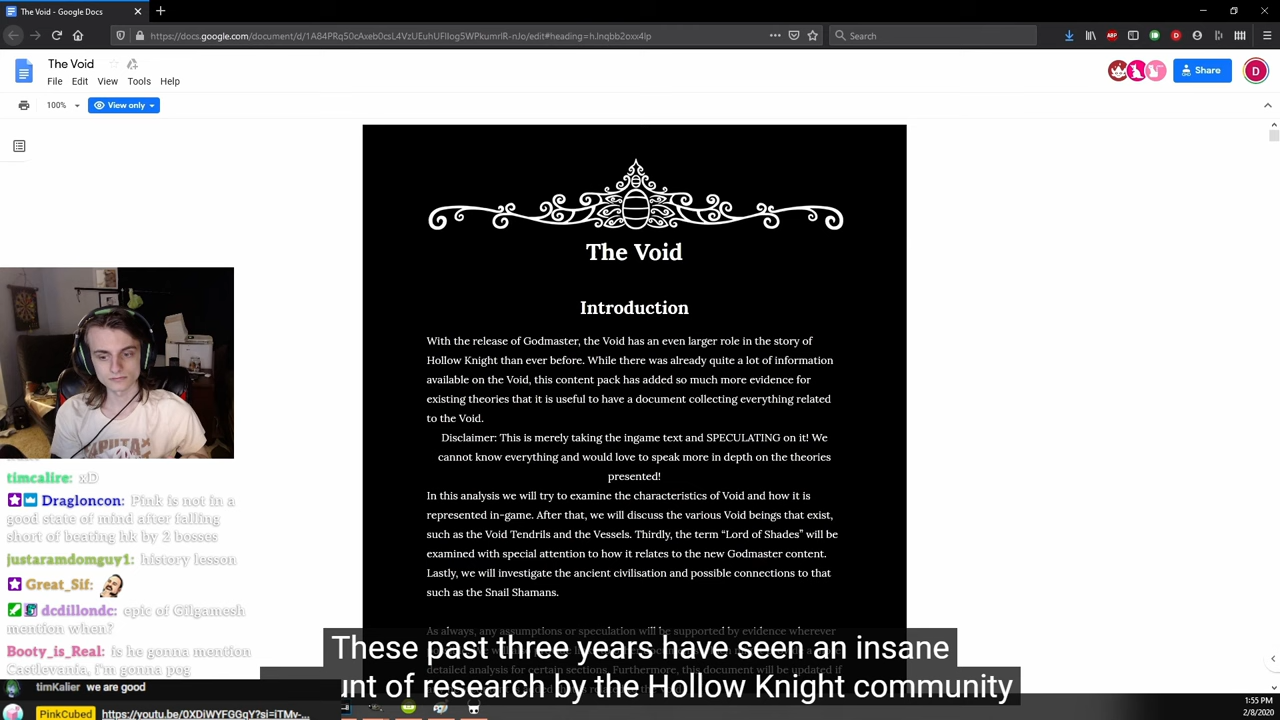 The Void - Google Docs
https://docs.google.com/document/d/1A84PRq50cAxeb0csL4VzUEuhUFIIog5WPkumrlR-nJo/edit#heading=h.lnqbb2oxx4lp
Search
The Void
File Edit View Tools Help
Share
D
100%
View only
The Void
Introduction
With the release of Godmaster, the Void has an even larger role in the story of
Hollow Knight than ever before. While there was already quite a lot of information
available on the Void, this content pack has added so much more evidence for
existing theories that it is useful to have a document collecting everything related
to the Void.
Disclaimer: This is merely taking the ingame text and SPECULATING on it! We
cannot know everything and would love to speak more in depth on the theories
presented!
In this analysis we will try to examine the characteristics of Void and how it is
represented in-game. After that, we will discuss the various Void beings that exist,
such as the Void Tendrils and the Vessels. Thirdly, the term “Lord of Shades” will be
examined with special attention to how it relates to the new Godmaster content.
Lastly, we will investigate the ancient civilisation and possible connections to that
such as the Snail Shamans.
As always, any assumptions or speculation will be supported by evidence wherever
detailed analysis for certain sections. Furthermore, this document will be updated if
timcalire: xD
Dragloncon: Pink is not in a
good state of mind after falling
short of beating hk by 2 bosses
justaramdomguy1: history lesson
Great_Sif:
dcdillondc: epic of Gilgamesh
mention when?
Booty_is_Real: is he gonna mention
Castlevania, I'm gonna pog
timKalier we are good
PinkCubed https://youtu.be/0XDiWYFGGqY?si=iTMv-...
These past three years have seen an insane
unt of research by the Hollow Knight community
1:55 PM
2/8/2020